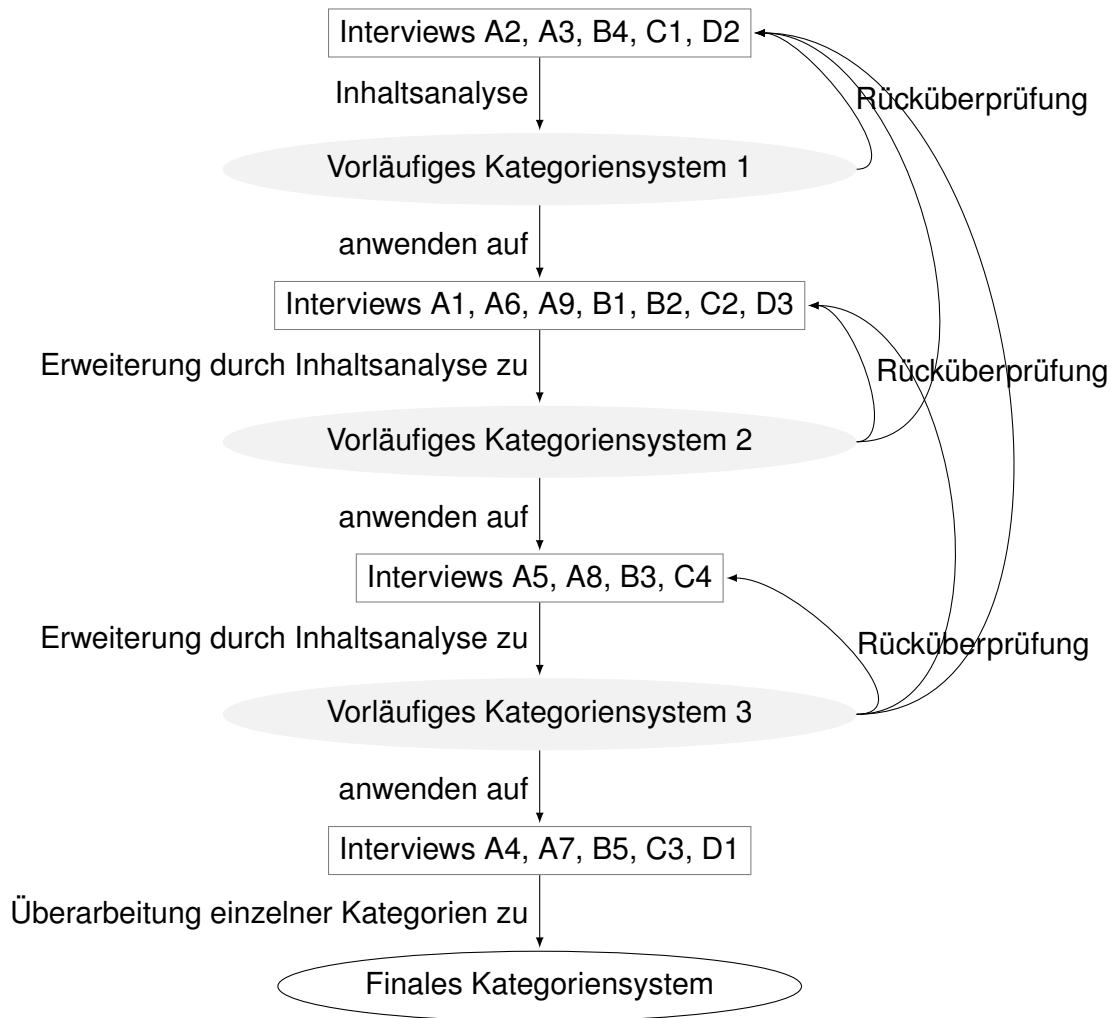 Interviews A2, A3, B4, C1, D2
Inhaltsanalyse
Rücküberprüfung
Vorläufiges Kategoriensystem 1
anwenden auf
Interviews A1, A6, A9, B1, B2, C2, D3
Erweiterung durch Inhaltsanalyse zu
Rücküberprüfung
Vorläufiges Kategoriensystem 2
anwenden auf
Interviews A5, A8, B3, C4
Erweiterung durch Inhaltsanalyse zu
Rücküberprüfung
Vorläufiges Kategoriensystem 3
anwenden auf
Interviews A4, A7, B5, C3, D1
Überarbeitung einzelner Kategorien zu
Finales Kategoriensystem